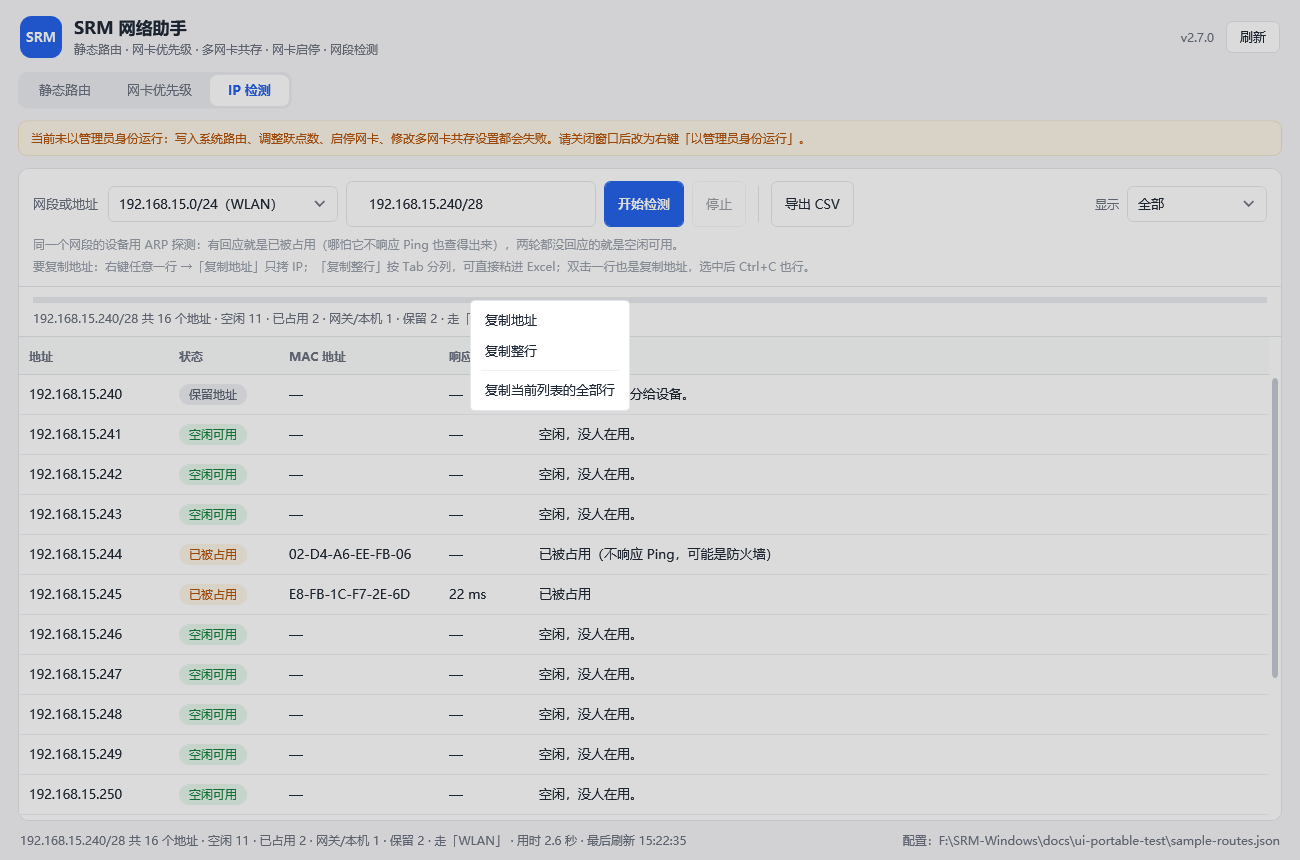 SRM
SRM 网络助手
静态路由 · 网卡优先级 · 多网卡共存 · 网卡启停 · 网段检测
v2.7.0
刷新
静态路由
网卡优先级
IP 检测
当前未以管理员身份运行：写入系统路由、调整跃点数、启停网卡、修改多网卡共存设置都会失败。请关闭窗口后改为右键「以管理员身份运行」。
网段或地址
192.168.15.0/24（WLAN）
192.168.15.240/28
开始检测
停止
导出 CSV
显示
全部
同一个网段的设备用 ARP 探测：有回应就是已被占用（哪怕它不响应 Ping 也查得出来），两轮都没回应的就是空闲可用。
要复制地址：右键任意一行 →「复制地址」只拷 IP；「复制整行」按 Tab 分列，可直接粘进 Excel；双击一行也是复制地址，选中后 Ctrl+C 也行。
192.168.15.240/28 共 16 个地址 · 空闲 11 · 已占用 2 · 网关/本机 1 · 保留 2 · 走「
复制地址
复制整行
复制当前列表的全部行
地址 状态 MAC 地址 响应
192.168.15.240 保留地址 — — 分给设备。
192.168.15.241 空闲可用 — — 空闲，没人在用。
192.168.15.242 空闲可用 — — 空闲，没人在用。
192.168.15.243 空闲可用 — — 空闲，没人在用。
192.168.15.244 已被占用 02-D4-A6-EE-FB-06 — 已被占用（不响应 Ping，可能是防火墙）
192.168.15.245 已被占用 E8-FB-1C-F7-2E-6D 22 ms 已被占用
192.168.15.246 空闲可用 — — 空闲，没人在用。
192.168.15.247 空闲可用 — — 空闲，没人在用。
192.168.15.248 空闲可用 — — 空闲，没人在用。
192.168.15.249 空闲可用 — — 空闲，没人在用。
192.168.15.250 空闲可用 — — 空闲，没人在用。
192.168.15.240/28 共 16 个地址 · 空闲 11 · 已占用 2 · 网关/本机 1 · 保留 2 · 走「WLAN」 · 用时 2.6 秒 · 最后刷新 15:22:35
配置：F:\SRM-Windows\docs\ui-portable-test\sample-routes.json